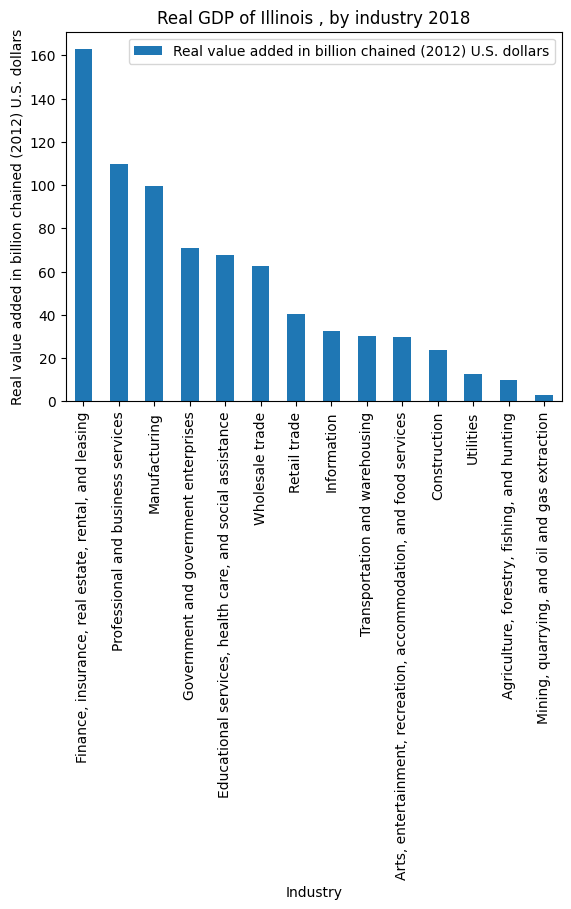 Real GDP of Illinois , by industry 2018
Real value added in billion chained (2012) U.S. dollars
Real value added in billion chained (2012) U.S. dollars
160
140
120
100
80
60
40
20
0
Finance, insurance, real estate, rental, and leasing
Professional and business services
Manufacturing
Government and government enterprises
Educational services, health care, and social assistance
Wholesale trade
Retail trade
Information
Transportation and warehousing
Arts, entertainment, recreation, accommodation, and food services
Construction
Utilities
Agriculture, forestry, fishing, and hunting
Mining, quarrying, and oil and gas extraction
Industry